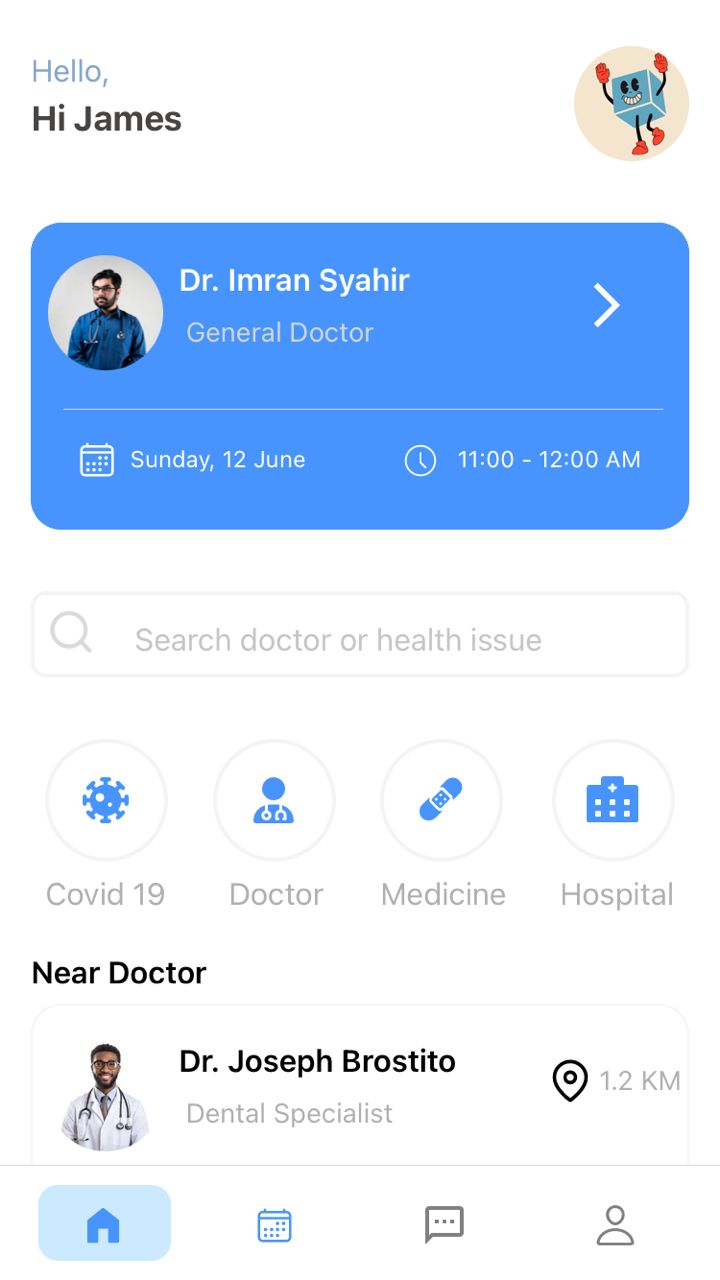 Hello,
Hi James
Dr. Imran Syahir
General Doctor
Sunday, 12 June
11:00 - 12:00 AM
Search doctor or health issue
Covid 19
Doctor
Medicine
Hospital
Near Doctor
Dr. Joseph Brostito
1.2 KM
Dental Specialist